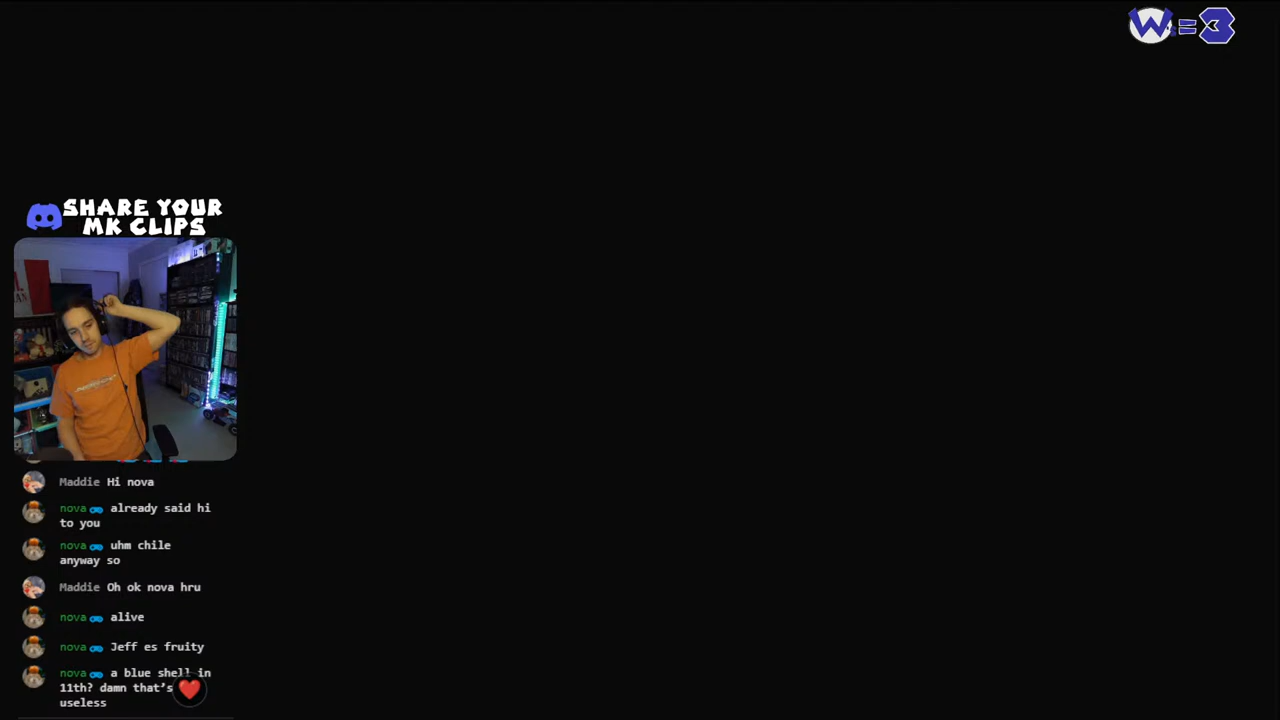 W = 3
SHARE YOUR
MK CLIPS
Maddie Hi nova
nova already said hi
to you
nova uhm chile
anyway so
Maddie Oh ok nova hru
nova alive
nova Jeff es fruity
nova a blue shell in
11th? damn that's
useless